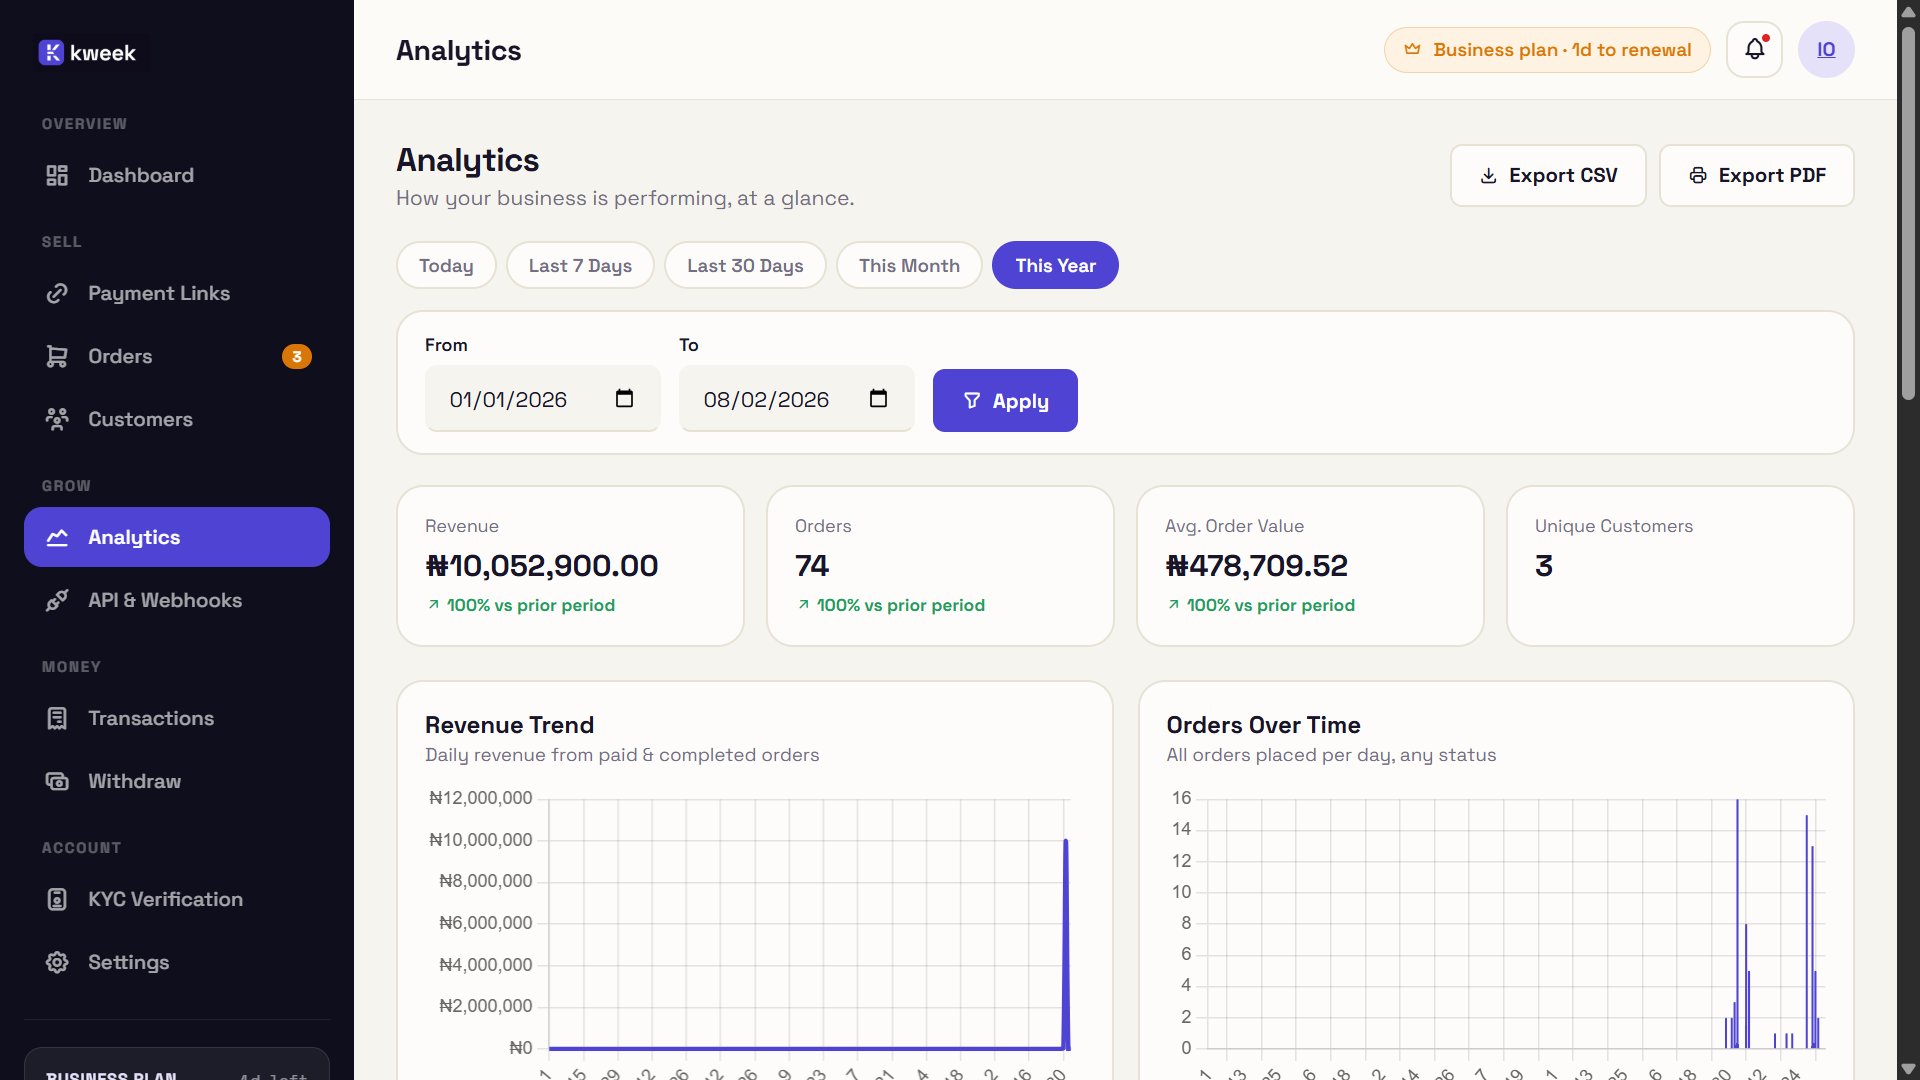 kweek
OVERVIEW
Dashboard
SELL
Payment Links
Orders
3
Customers
GROW
Analytics
API & Webhooks
MONEY
Transactions
Withdraw
ACCOUNT
KYC Verification
Settings
BUSINESS PLAN
Analytics
Business plan · 1d to renewal
IO
Analytics
How your business is performing, at a glance.
Export CSV
Export PDF
Today
Last 7 Days
Last 30 Days
This Month
This Year
From
To
01/01/2026
08/02/2026
Apply
Revenue
₦10,052,900.00
100% vs prior period
Orders
74
100% vs prior period
Avg. Order Value
₦478,709.52
100% vs prior period
Unique Customers
3
Revenue Trend
Daily revenue from paid & completed orders
₦12,000,000
₦10,000,000
₦8,000,000
₦6,000,000
₦4,000,000
₦2,000,000
₦0
Orders Over Time
All orders placed per day, any status
16
14
12
10
8
6
4
2
0